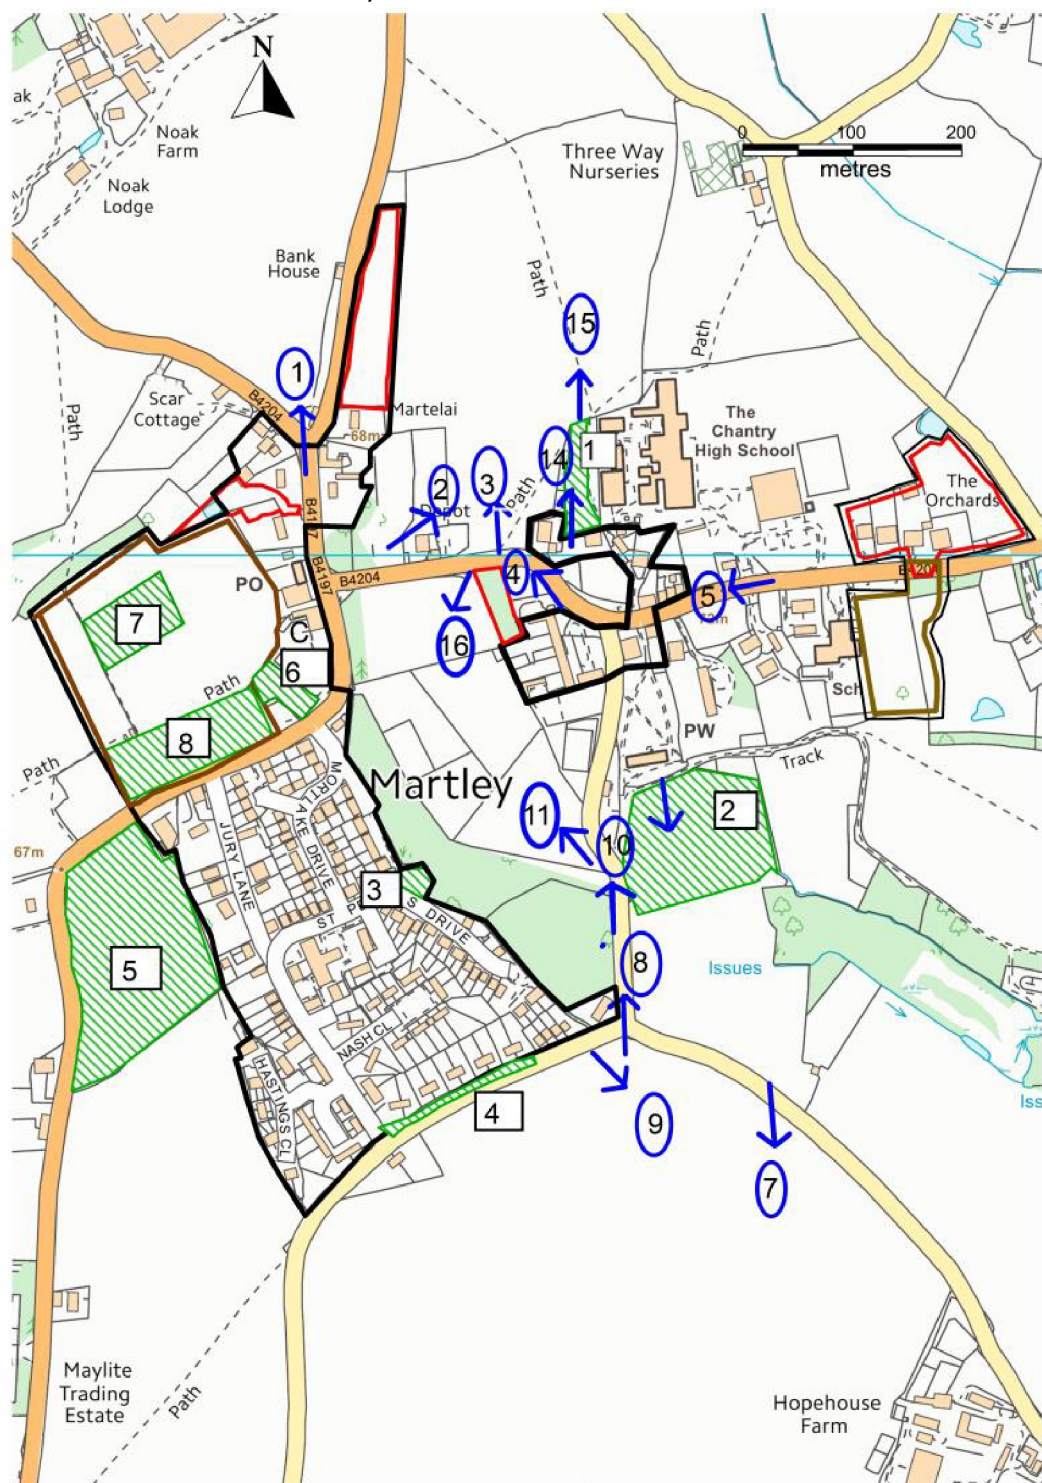 N
ak
Noak
Farm
Noak
Lodge
0 100 200
metres
Three Way
Nurseries
Bank
House
Path
15
Path
1
B4204
Scar
Cottage
Path
Martelai
68m
The
Chantry
High School
1
14
The
Orchards
2
3
Path
Depot
B4197
PO
B4204
B4197
4
5
7
C
6
16
Path
8
Sch
PW
Track
Path
Martley
MORTLAKE DRIVE
JURY LANE
11
10
2
67m
3
ST P S DRIVE
5
8
Issues
NASH CL
HASTINGS CL
4
9
7
Iss
Maylite
Trading
Estate
Path
Hopehouse
Farm